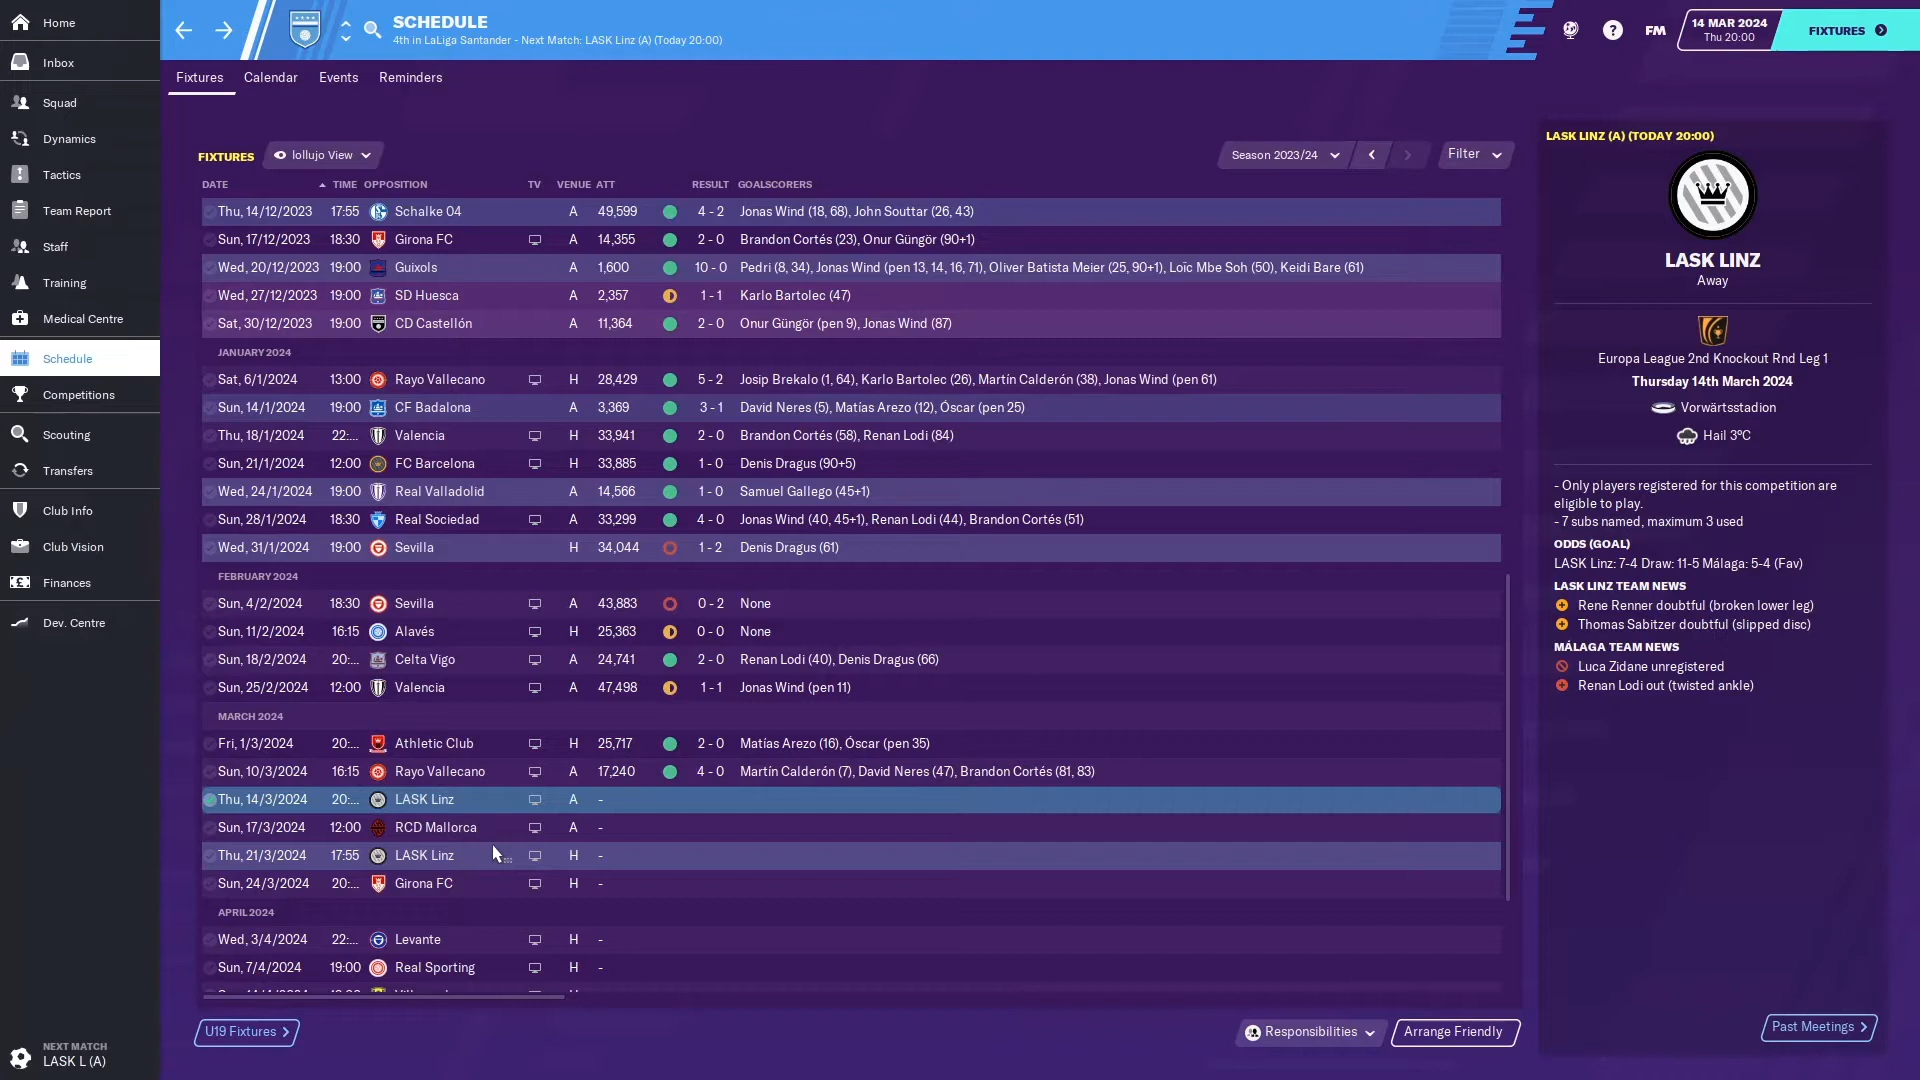 Home
Inbox
Squad
Dynamics
Tactics
Team Report
Staff
Training
Medical Centre
Schedule
Competitions
Scouting
Transfers
Club Info
Club Vision
Finances
Dev. Centre
NEXT MATCH
LASK L (A)
SCHEDULE
4th in LaLiga Santander - Next Match: LASK Linz (A) (Today 20:00)
FM
14 MAR 2024
Thu 20:00
FIXTURES
Fixtures Calendar Events Reminders
FIXTURES lollujo View Season 2023/24 Filter
DATE TIME OPPOSITION TV VENUE ATT RESULT GOALSCORERS
Thu, 14/12/2023 17:55 Schalke 04 A 49,599 4 - 2 Jonas Wind (18, 68), John Souttar (26, 43)
Sun, 17/12/2023 18:30 Girona FC A 14,355 2 - 0 Brandon Cortés (23), Onur Güngör (90+1)
Wed, 20/12/2023 19:00 Guixols A 1,600 10 - 0 Pedri (8, 34), Jonas Wind (pen 13, 14, 16, 71), Oliver Batista Meier (25, 90+1), Loïc Mbe Soh (50), Keidi Bare (61)
Wed, 27/12/2023 19:00 SD Huesca A 2,357 1 - 1 Karlo Bartolec (47)
Sat, 30/12/2023 19:00 CD Castellón A 11,364 2 - 0 Onur Güngör (pen 9), Jonas Wind (87)
JANUARY 2024
Sat, 6/1/2024 13:00 Rayo Vallecano H 28,429 5 - 2 Josip Brekalo (1, 64), Karlo Bartolec (26), Martín Calderón (38), Jonas Wind (pen 61)
Sun, 14/1/2024 19:00 CF Badalona A 3,369 3 - 1 David Neres (5), Matías Arezo (12), Óscar (pen 25)
Thu, 18/1/2024 22:... Valencia H 33,941 2 - 0 Brandon Cortés (58), Renan Lodi (84)
Sun, 21/1/2024 12:00 FC Barcelona H 33,885 1 - 0 Denis Dragus (90+5)
Wed, 24/1/2024 19:00 Real Valladolid A 14,566 1 - 0 Samuel Gallego (45+1)
Sun, 28/1/2024 18:30 Real Sociedad A 33,299 4 - 0 Jonas Wind (40, 45+1), Renan Lodi (44), Brandon Cortés (51)
Wed, 31/1/2024 19:00 Sevilla H 34,044 1 - 2 Denis Dragus (61)
FEBRUARY 2024
Sun, 4/2/2024 18:30 Sevilla A 43,883 0 - 2 None
Sun, 11/2/2024 16:15 Alavés H 25,363 0 - 0 None
Sun, 18/2/2024 20:... Celta Vigo A 24,741 2 - 0 Renan Lodi (40), Denis Dragus (66)
Sun, 25/2/2024 12:00 Valencia A 47,498 1 - 1 Jonas Wind (pen 11)
MARCH 2024
Fri, 1/3/2024 20:... Athletic Club H 25,717 2 - 0 Matías Arezo (16), Óscar (pen 35)
Sun, 10/3/2024 16:15 Rayo Vallecano A 17,240 4 - 0 Martín Calderón (7), David Neres (47), Brandon Cortés (81, 83)
Thu, 14/3/2024 20:... LASK Linz A -
Sun, 17/3/2024 12:00 RCD Mallorca A -
Thu, 21/3/2024 17:55 LASK Linz H -
Sun, 24/3/2024 20:... Girona FC H -
APRIL 2024
Wed, 3/4/2024 22:... Levante H -
Sun, 7/4/2024 19:00 Real Sporting H -
U19 Fixtures Responsibilities Arrange Friendly
LASK LINZ (A) (TODAY 20:00)
LASK LINZ
Away
Europa League 2nd Knockout Rnd Leg 1
Thursday 14th March 2024
Vorwärtsstadion
Hail 3ºC
- Only players registered for this competition are
eligible to play.
- 7 subs named, maximum 3 used
ODDS (GOAL)
LASK Linz: 7-4 Draw: 11-5 Málaga: 5-4 (Fav)
LASK LINZ TEAM NEWS
Rene Renner doubtful (broken lower leg)
Thomas Sabitzer doubtful (slipped disc)
MÁLAGA TEAM NEWS
Luca Zidane unregistered
Renan Lodi out (twisted ankle)
Past Meetings